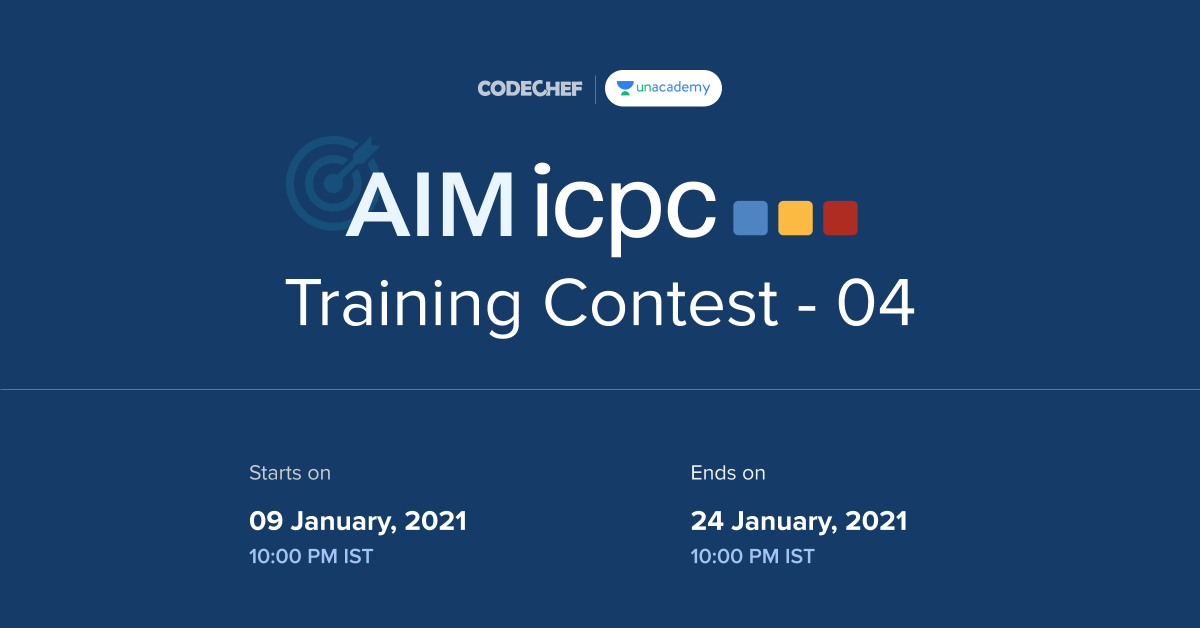 CODECHEF unacademy
AIM icpc
Training Contest - 04
Starts on
09 January, 2021
10:00 PM IST
Ends on
24 January, 2021
10:00 PM IST